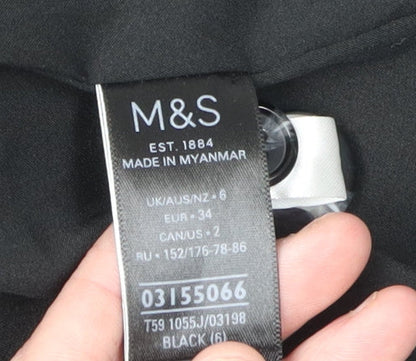 M&S
EST. 1884
MADE IN MYANMAR
UK/AUS/NZ • 6
EUR • 34
CAN/US • 2
RU • 152/176-78-86
03155066
T59 1055J/03198
BLACK (6)